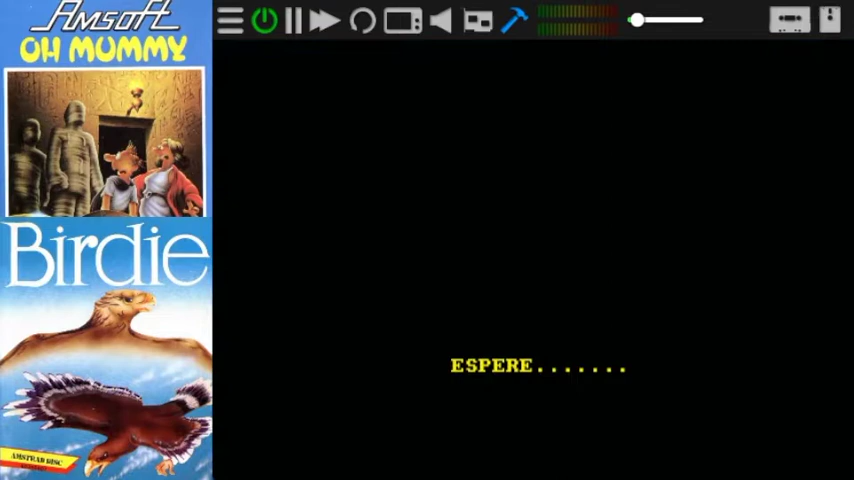 Amsoft
OH MUMMY
Birdie
AMSTRAD DISC
ESPERE.......